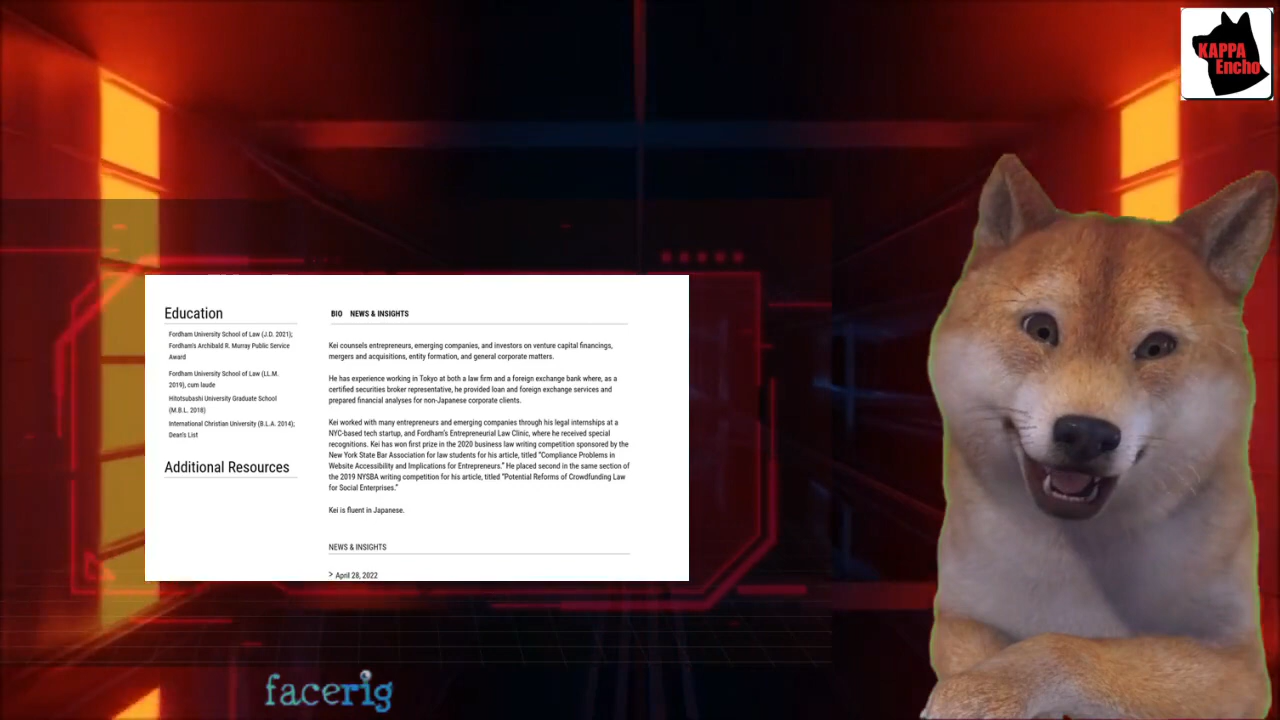 KAPPA
Encho
Education
Fordham University School of Law (J.D. 2021);
Fordham's Archibald R. Murray Public Service
Award
Fordham University School of Law (LL.M.
2019), cum laude
Hitotsubashi University Graduate School
(M.B.L. 2018)
International Christian University (B.L.A. 2014);
Dean's List
Additional Resources
BIO NEWS & INSIGHTS
Kei counsels entrepreneurs, emerging companies, and investors on venture capital financings,
mergers and acquisitions, entity formation, and general corporate matters.
He has experience working in Tokyo at both a law firm and a foreign exchange bank where, as a
certified securities broker representative, he provided loan and foreign exchange services and
prepared financial analyses for non-Japanese corporate clients.
Kei worked with many entrepreneurs and emerging companies through his legal internships at a
NYC-based tech startup, and Fordham's Entrepreneurial Law Clinic, where he received special
recognitions. Kei has won first prize in the 2020 business law writing competition sponsored by the
New York State Bar Association for law students for his article, titled "Compliance Problems in
Website Accessibility and Implications for Entrepreneurs." He placed second in the same section of
the 2019 NYSBA writing competition for his article, titled "Potential Reforms of Crowdfunding Law
for Social Enterprises."
Kei is fluent in Japanese.
NEWS & INSIGHTS
> April 28, 2022
facerig